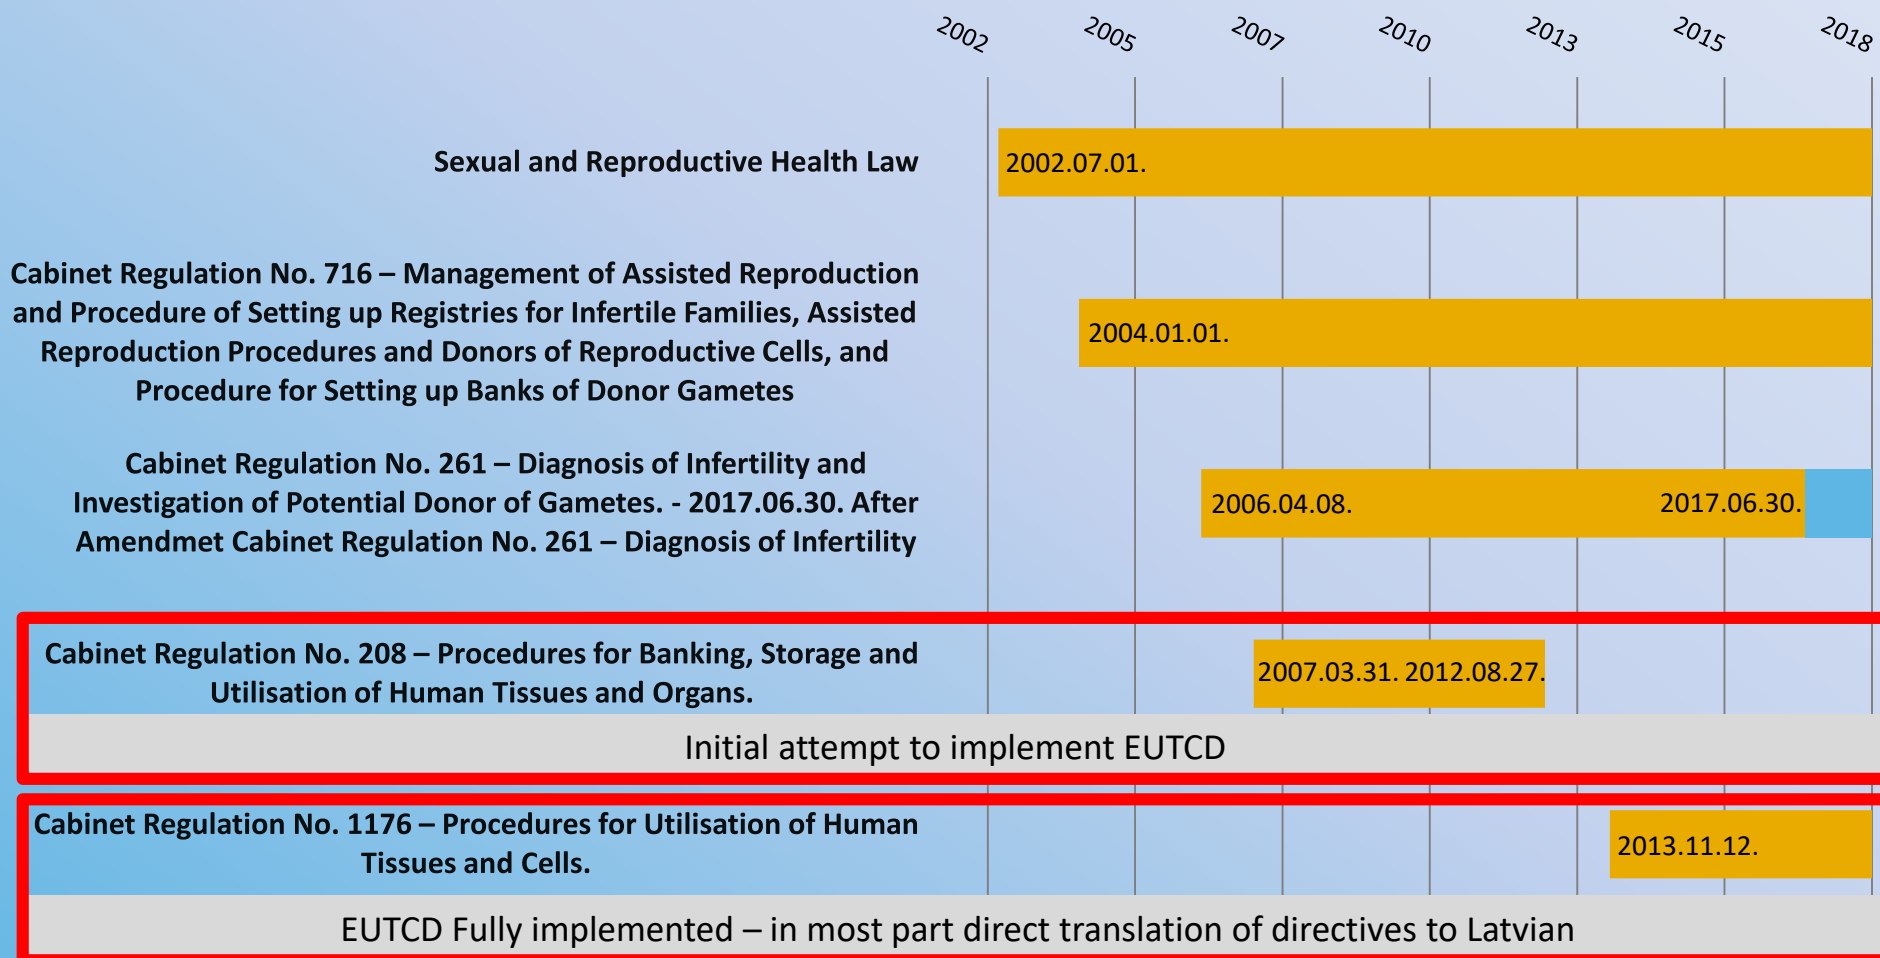 2002 2005 2007 2010 2013 2015 2018
Sexual and Reproductive Health Law
2002.07.01.
Cabinet Regulation No. 716 – Management of Assisted Reproduction
and Procedure of Setting up Registries for Infertile Families, Assisted
Reproduction Procedures and Donors of Reproductive Cells, and
Procedure for Setting up Banks of Donor Gametes
2004.01.01.
Cabinet Regulation No. 261 – Diagnosis of Infertility and
Investigation of Potential Donor of Gametes. - 2017.06.30. After
Amendmet Cabinet Regulation No. 261 – Diagnosis of Infertility
2006.04.08. 2017.06.30.
Cabinet Regulation No. 208 – Procedures for Banking, Storage and
Utilisation of Human Tissues and Organs.
2007.03.31. 2012.08.27.
Initial attempt to implement EUTCD
Cabinet Regulation No. 1176 – Procedures for Utilisation of Human
Tissues and Cells.
2013.11.12.
EUTCD Fully implemented – in most part direct translation of directives to Latvian